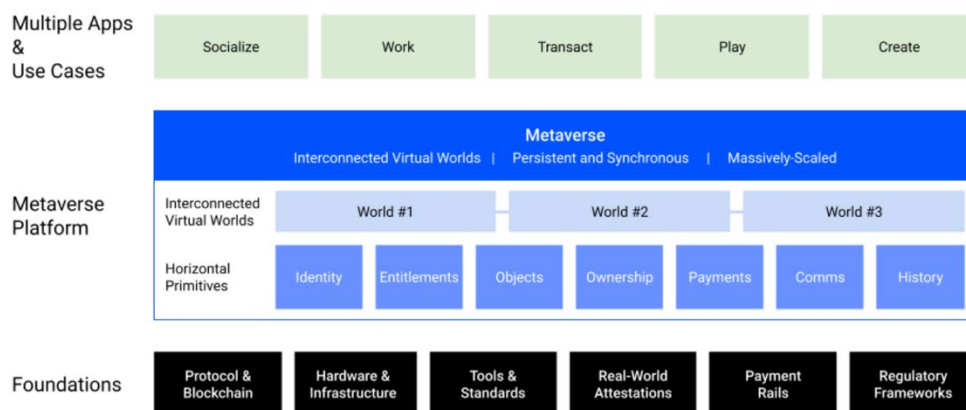 Multiple Apps
&
Use Cases
Socialize
Work
Transact
Play
Create
Metaverse
Interconnected Virtual Worlds | Persistent and Synchronous | Massively-Scaled
Metaverse
Platform
Interconnected
Virtual Worlds
World #1
World #2
World #3
Horizontal
Primitives
Identity
Entitlements
Objects
Ownership
Payments
Comms
History
Foundations
Protocol &
Blockchain
Hardware &
Infrastructure
Tools &
Standards
Real-World
Attestations
Payment
Rails
Regulatory
Frameworks